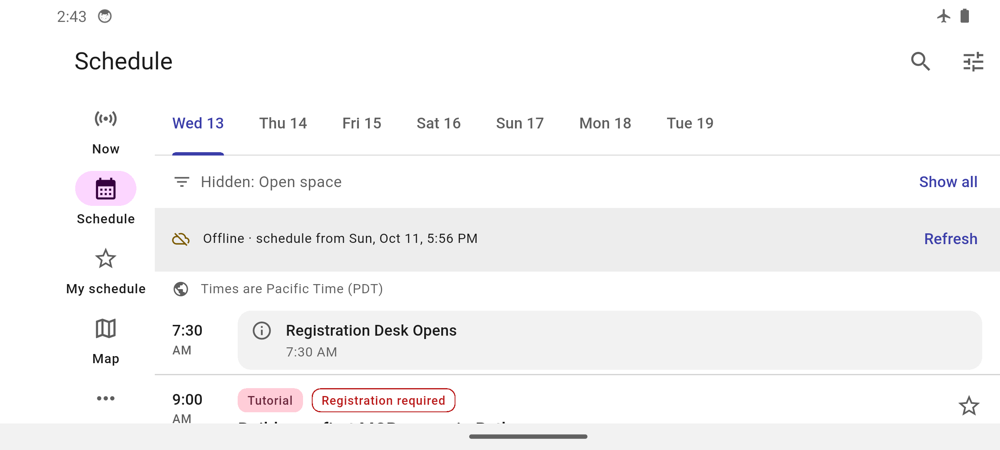 2:43
Schedule
Now
Schedule
My schedule
Map
Wed 13 Thu 14 Fri 15 Sat 16 Sun 17 Mon 18 Tue 19
Hidden: Open space Show all
Offline · schedule from Sun, Oct 11, 5:56 PM Refresh
Times are Pacific Time (PDT)
7:30 AM Registration Desk Opens
7:30 AM
9:00 AM Tutorial Registration required